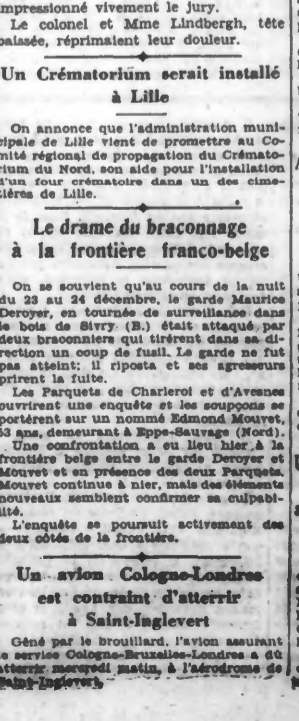 impressionné vivement le jury.
Le colonel et Mme Lindbergh, tête
baissée, réprimaient leur douleur.
Un Crématorium serait installé
à Lille
On annonce que l'administration muni-
cipale de Lille vient de promettre au Co-
mité régional de propagation du Crémato-
rium du Nord, son aide pour l'installation
d'un four crématoire dans un des cime-
tières de Lille.
Le drame du braconnage
à la frontière franco-belge
On se souvient qu'au cours de la nuit
du 23 au 24 décembre, le garde Maurice
Deroyer, en tournée de surveillance dans
le bois de Sivry (B.) était attaqué par
deux braconniers qui tirèrent dans sa di-
rection un coup de fusil. Le garde ne fut
pas atteint; il riposta et ses agresseurs
prirent la fuite.
Les Parquets de Charleroi et d'Avesnes
ouvrirent une enquête et les soupçons se
portèrent sur un nommé Edmond Mouvet,
53 ans, demeurant à Eppe-Sauvage (Nord).
Une confrontation a eu lieu hier à la
frontière belge entre le garde Deroyer et
Mouvet et en présence des deux Parquets.
Mouvet continue à nier, mais des éléments
nouveaux semblent confirmer sa culpabi-
lité.
L'enquête se poursuit activement des
deux côtés de la frontière.
Un avion Cologne-Londres
est contraint d'atterrir
à Saint-Inglevert
Gêné par le brouillard, l'avion assurant
le service Cologne-Bruxelles-Londres a dû
atterrir mercredi matin, à l'aérodrome de
Saint-Inglevert,